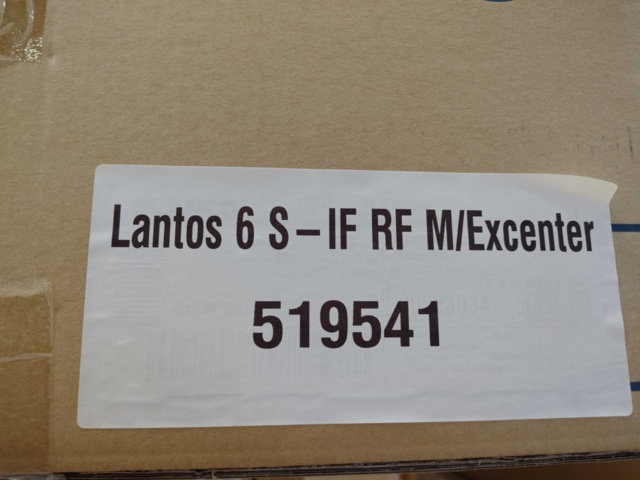 Lantos 6 S–IF RF M/Excenter
519541